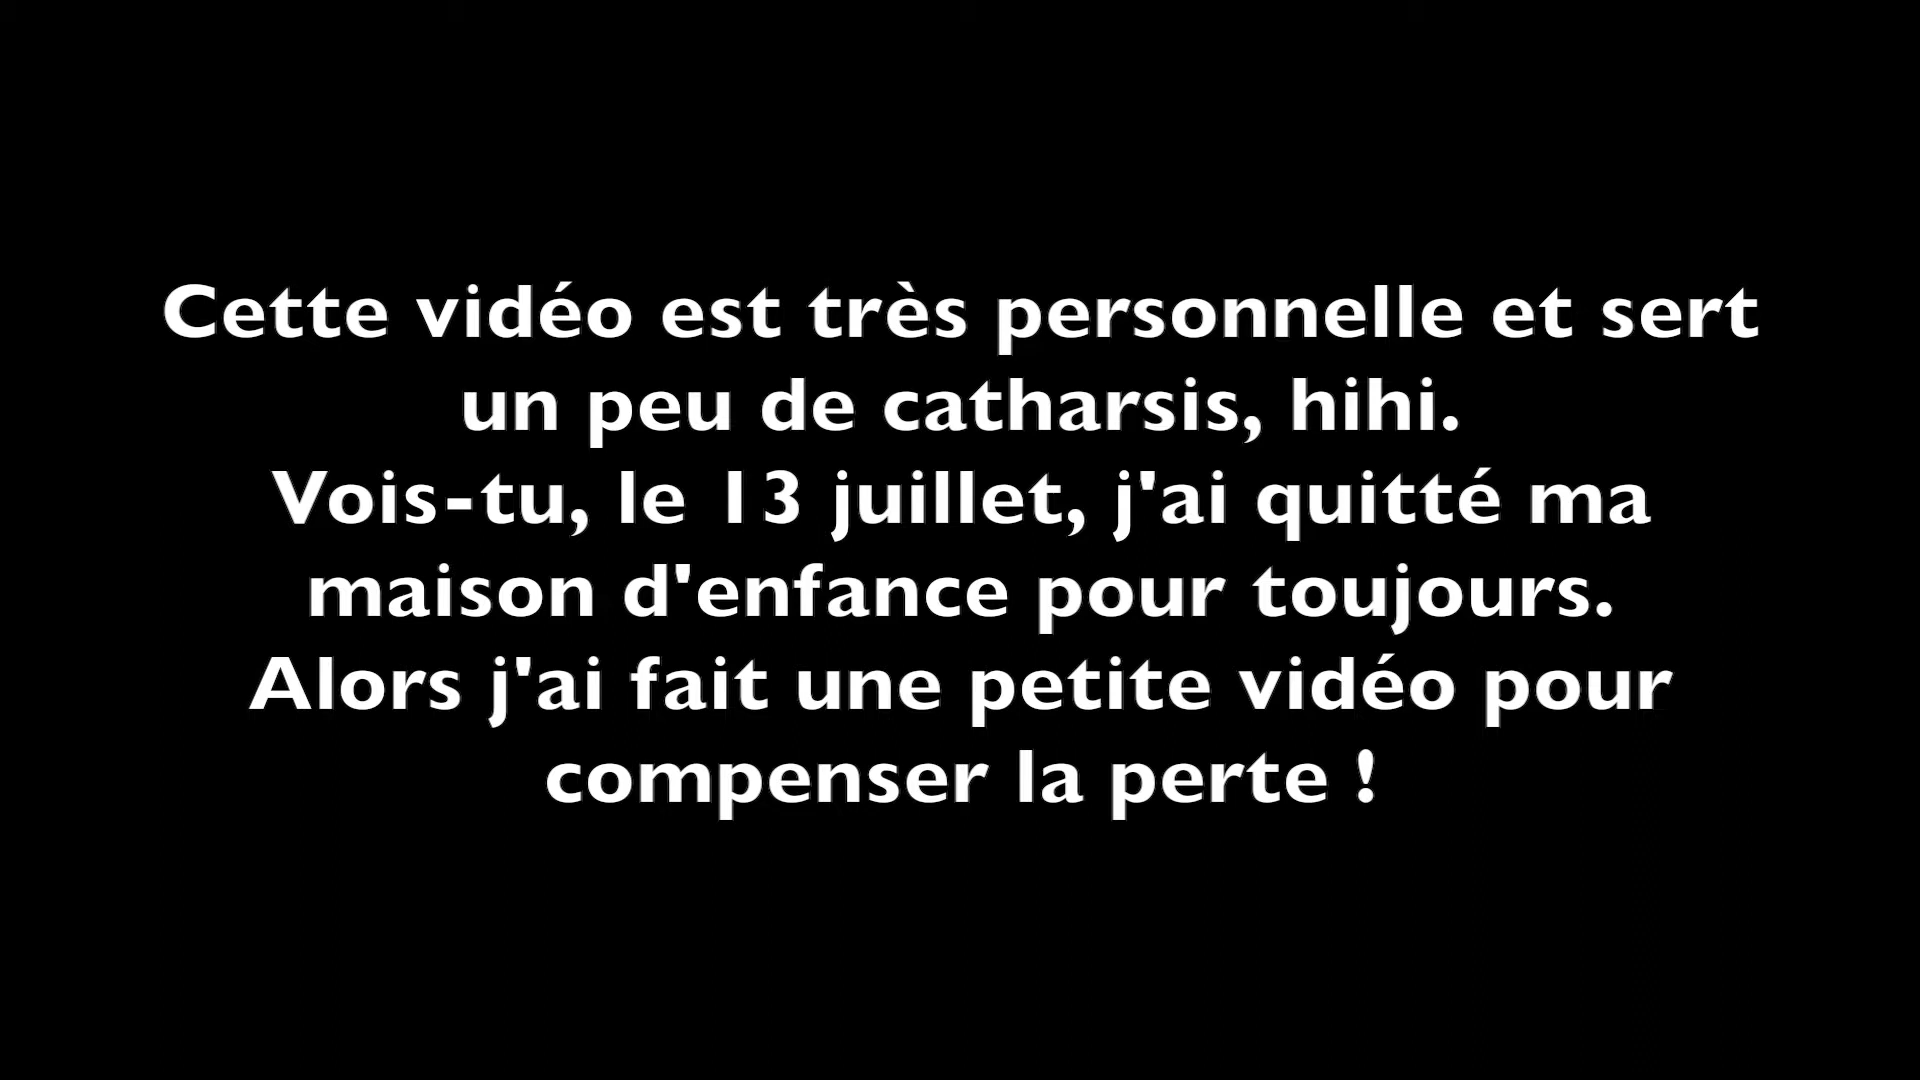 Cette vidéo est très personnelle et sert
un peu de catharsis, hihi.
Vois-tu, le 13 juillet, j'ai quitté ma
maison d'enfance pour toujours.
Alors j'ai fait une petite vidéo pour
compenser la perte !